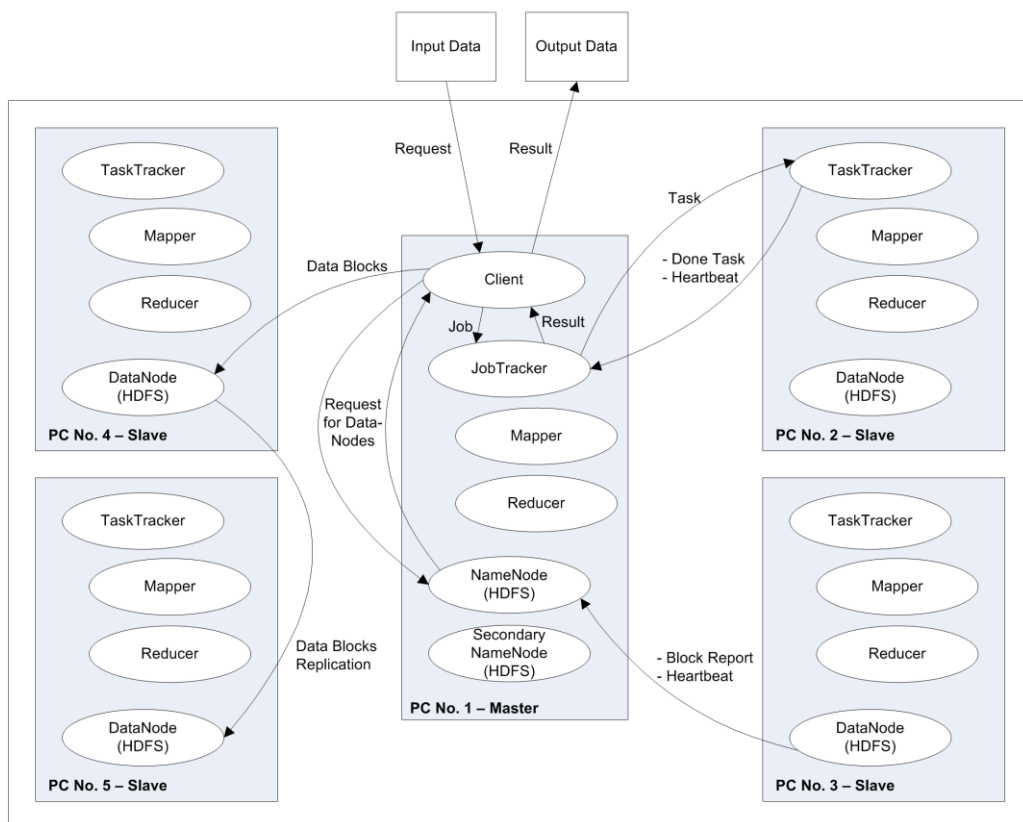 Input Data
Output Data
Request
Result
TaskTracker
Mapper
Reducer
DataNode
(HDFS)
PC No. 4 – Slave
Data Blocks
Client
Job
Result
JobTracker
Request
for Data-
Nodes
Mapper
Reducer
NameNode
(HDFS)
Secondary
NameNode
(HDFS)
PC No. 1 – Master
Task
- Done Task
- Heartbeat
TaskTracker
Mapper
Reducer
DataNode
(HDFS)
PC No. 2 – Slave
TaskTracker
Mapper
Reducer
DataNode
(HDFS)
PC No. 5 – Slave
Data Blocks
Replication
- Block Report
- Heartbeat
TaskTracker
Mapper
Reducer
DataNode
(HDFS)
PC No. 3 – Slave